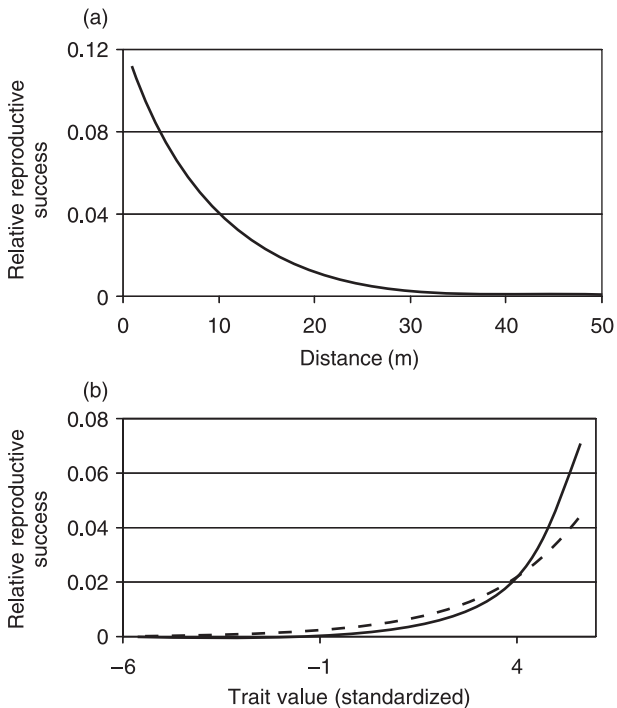 (a)
Relative reproductive
success
0.12
0.08
0.04
0
0
10
20
30
40
50
Distance (m)
(b)
Relative reproductive
success
0.08
0.06
0.04
0.02
0
−6
−1
4
Trait value (standardized)